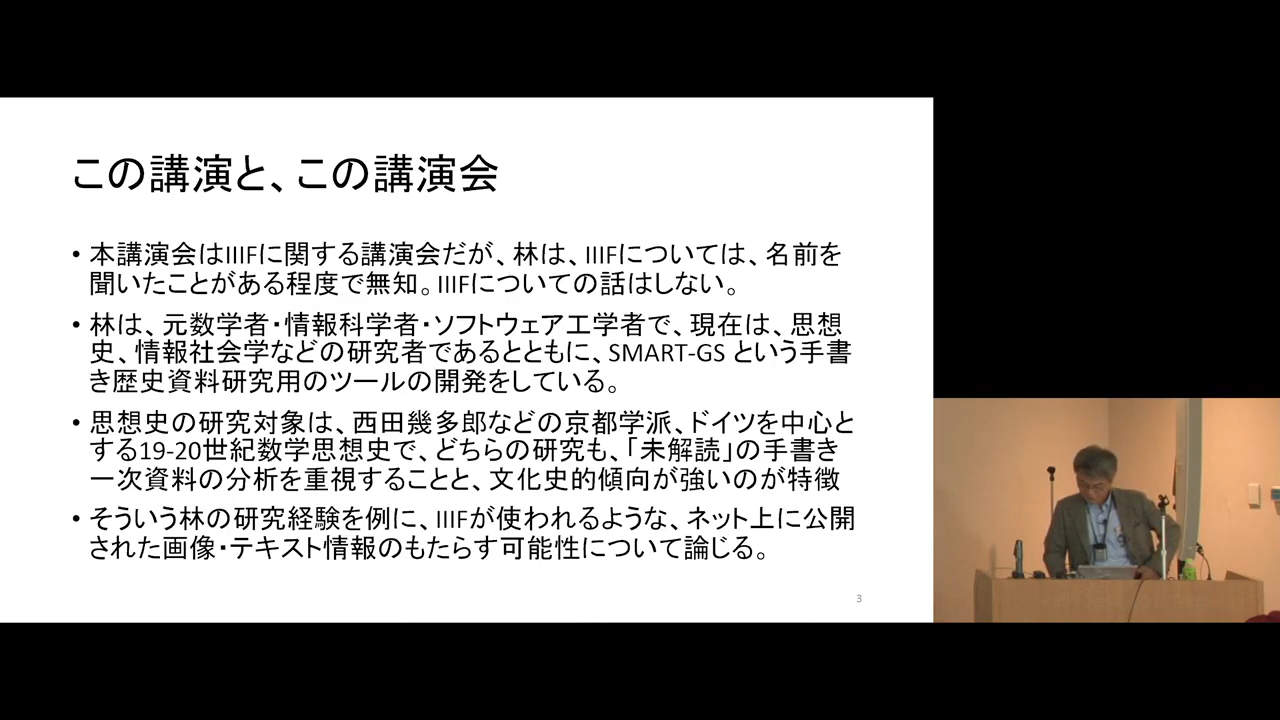 この講演と、この講演会
• 本講演会はIIIFに関する講演会だが、林は、IIIFについては、名前を
聞いたことがある程度で無知。IIIFについての話はしない。
• 林は、元数学者・情報科学者・ソフトウェア工学者で、現在は、思想
史、情報社会学などの研究者であるとともに、SMART-GS という手書
き歴史資料研究用のツールの開発をしている。
• 思想史の研究対象は、西田幾多郎などの京都学派、ドイツを中心と
する19-20世紀数学思想史で、どちらの研究も、「未解読」の手書き
一次資料の分析を重視することと、文化史的傾向が強いのが特徴
• そういう林の研究経験を例に、IIIFが使われるような、ネット上に公開
された画像・テキスト情報のもたらす可能性について論じる。
3